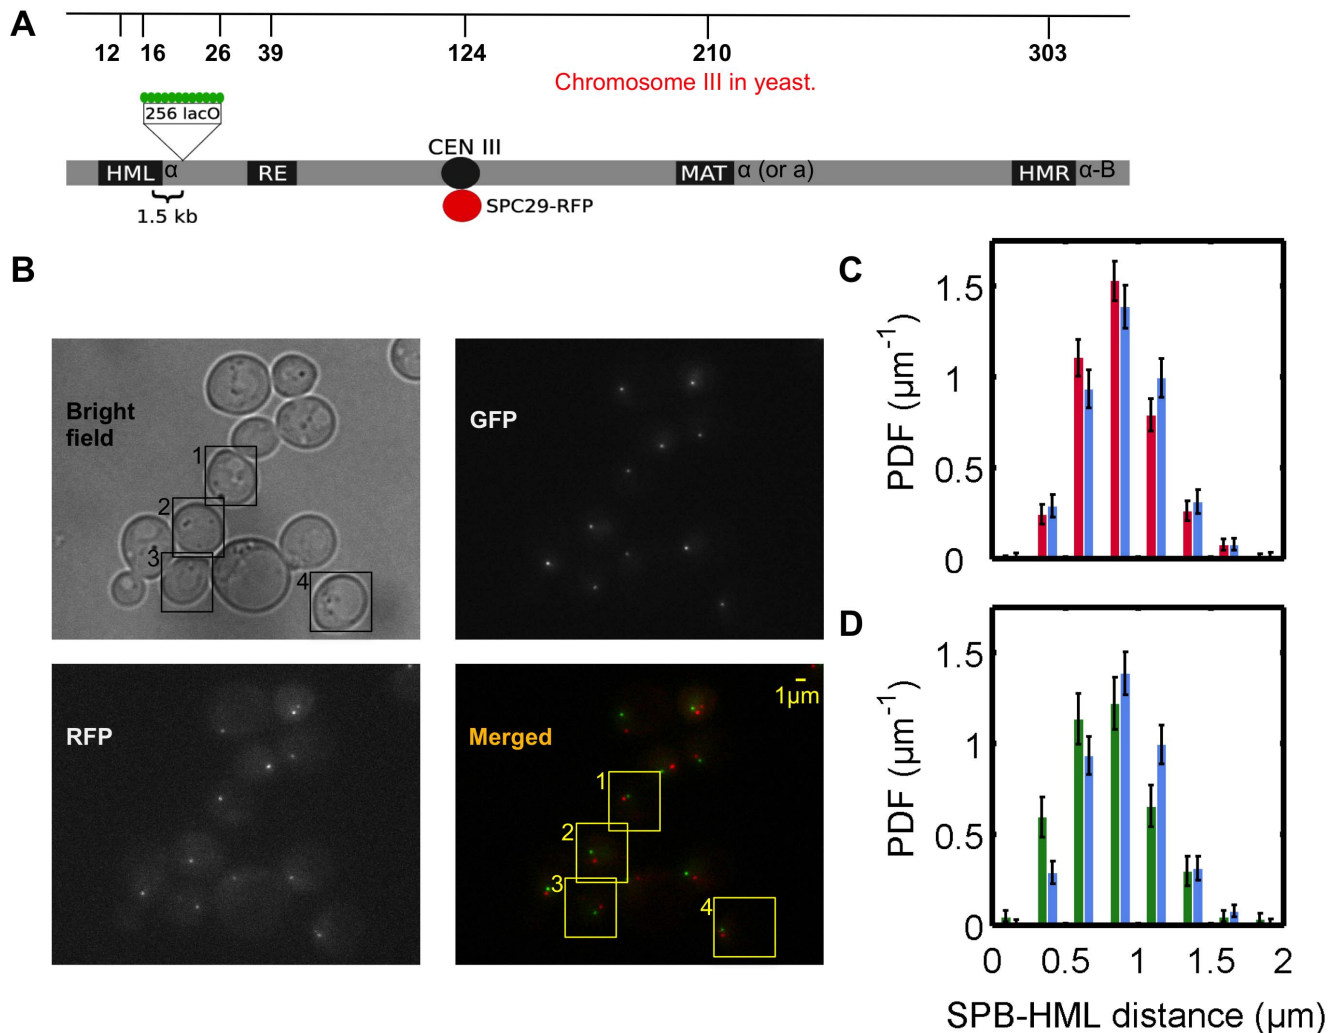 A
12 16 26 39 124 210 303
Chromosome III in yeast.
256 lacO
CEN III
HML α RE MAT α (or a) HMR α-B
1.5 kb
SPC29-RFP
B
Bright
field
1
2
3
4
GFP
RFP
Merged
1µm
1
2
3
4
C
1.5
1
0.5
0
PDF (µm⁻¹)
D
1.5
1
0.5
0
PDF (µm⁻¹)
0 0.5 1 1.5 2
SPB-HML distance (µm)